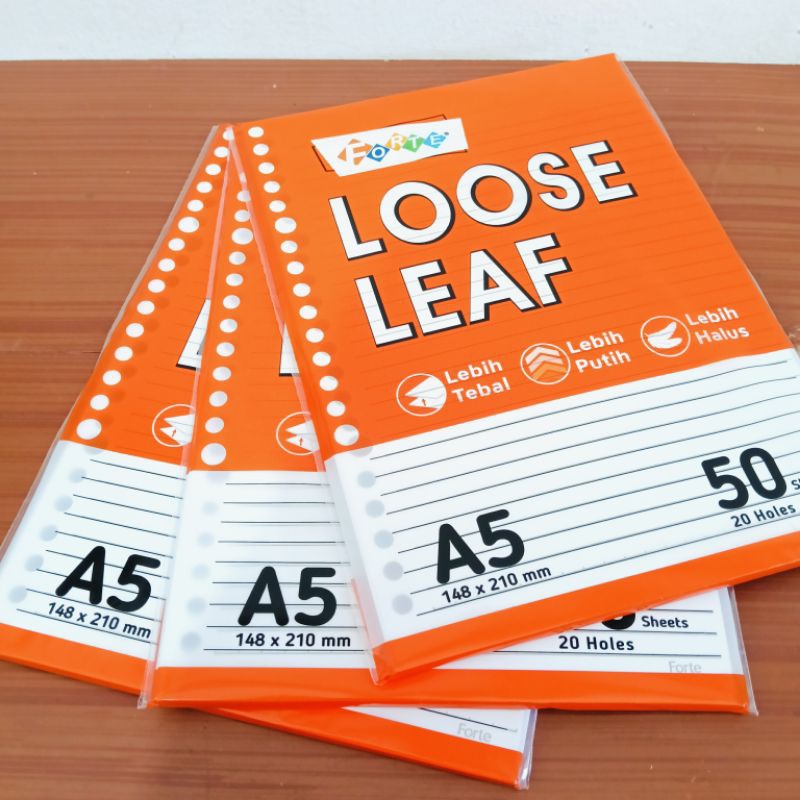 FORTE
LOOSE
LEAF
Lebih
Tebal
Lebih
Putih
Lebih
Halus
A5
148 x 210 mm
50
20 Holes
A5
148 x 210 mm
Sheets
20 Holes
Forte
A5
148 x 210 mm
Forte